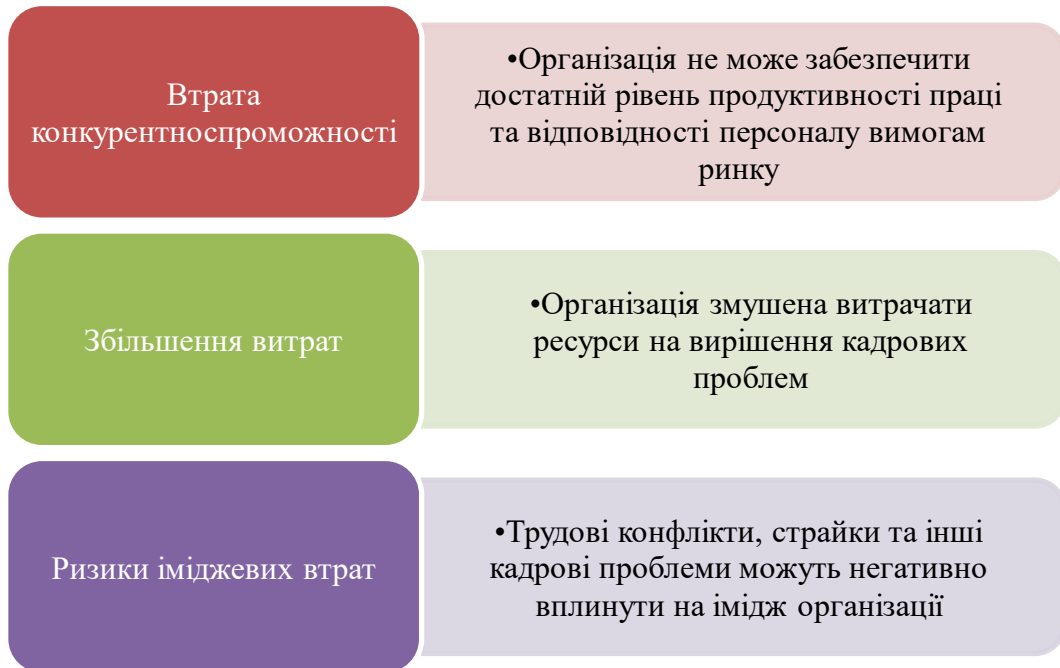 Втрата
конкурентноспроможності
•Організація не може забезпечити
достатній рівень продуктивності праці
та відповідності персоналу вимогам
ринку
Збільшення витрат
•Організація змушена витрачати
ресурси на вирішення кадрових
проблем
Ризики іміджевих втрат
•Трудові конфлікти, страйки та інші
кадрові проблеми можуть негативно
вплинути на імідж організації